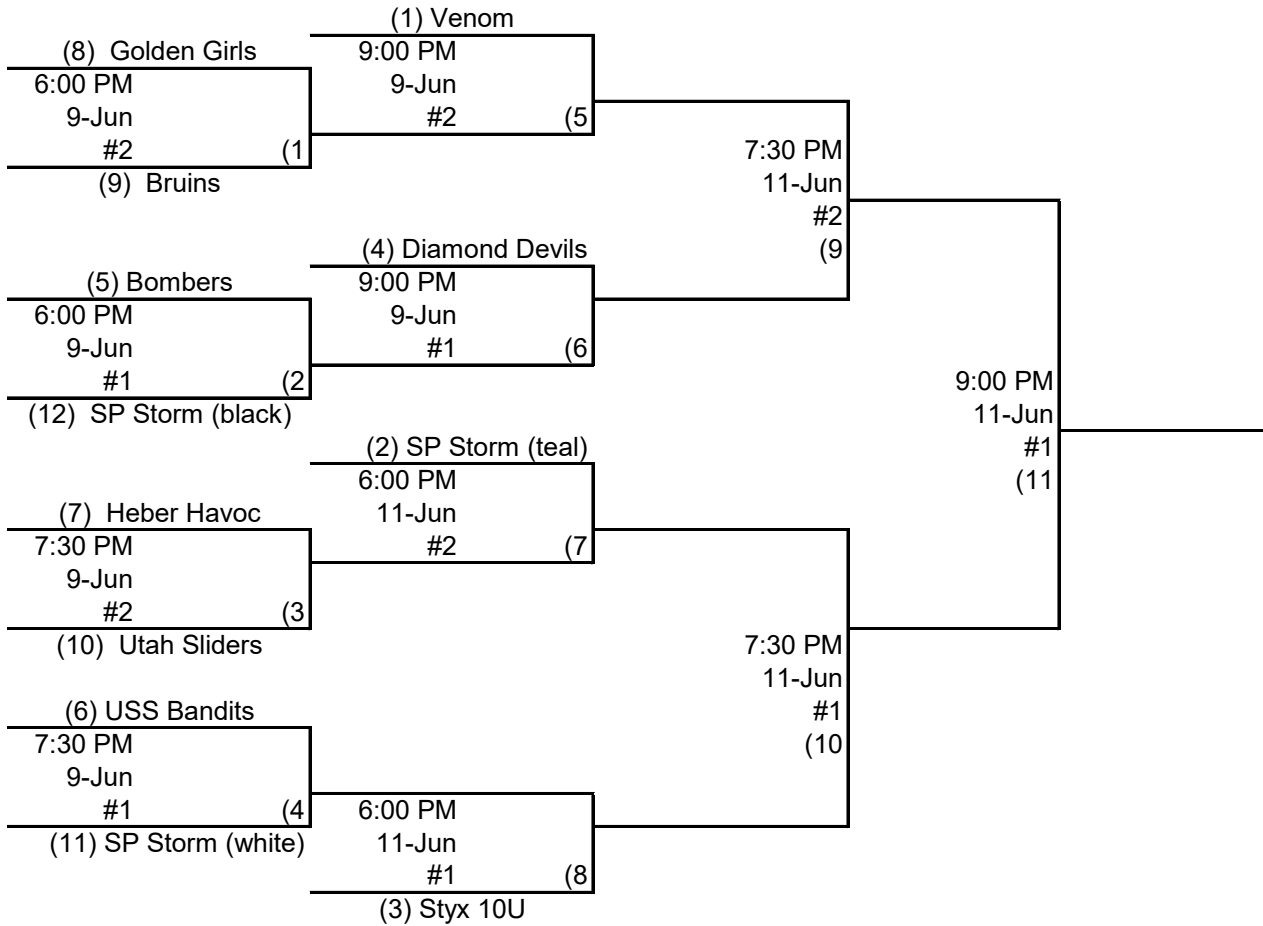 (1) Venom
(8) Golden Girls
9:00 PM
6:00 PM
9-Jun
9-Jun
#2 (5
#2 (1
7:30 PM
(9) Bruins
11-Jun
#2
(4) Diamond Devils
(9
(5) Bombers
9:00 PM
6:00 PM
9-Jun
9-Jun
#1 (6
#1 (2
9:00 PM
(12) SP Storm (black)
11-Jun
(2) SP Storm (teal)
#1
6:00 PM
(11
(7) Heber Havoc
11-Jun
7:30 PM
#2 (7
9-Jun
#2 (3
(10) Utah Sliders
7:30 PM
11-Jun
(6) USS Bandits
#1
7:30 PM
(10
9-Jun
#1 (4
6:00 PM
(11) SP Storm (white)
11-Jun
#1 (8
(3) Styx 10U